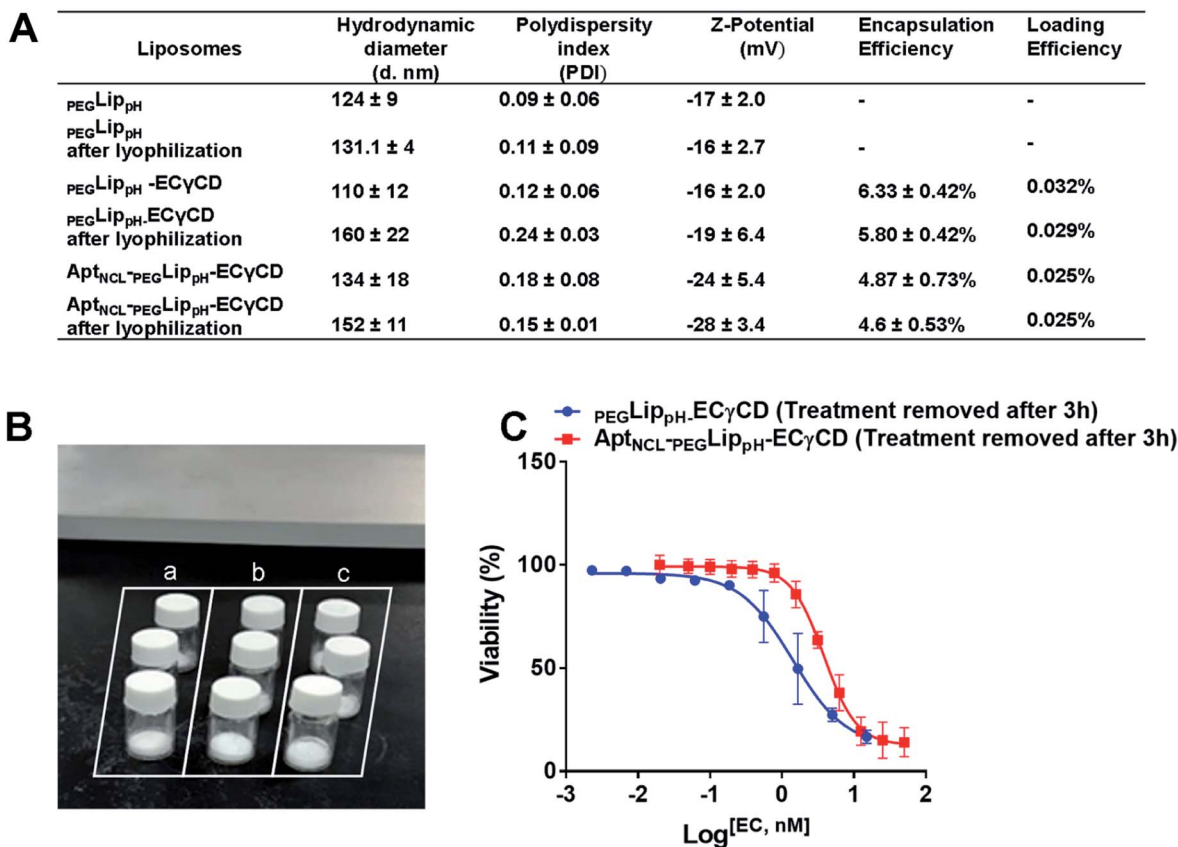 A
Liposomes Hydrodynamic diameter (d. nm) Polydispersity index (PDI) Z-Potential (mV) Encapsulation Efficiency Loading Efficiency
PEGLippH 124 ± 9 0.09 ± 0.06 -17 ± 2.0 - -
PEGLippH after lyophilization 131.1 ± 4 0.11 ± 0.09 -16 ± 2.7 - -
PEGLippH -ECγCD 110 ± 12 0.12 ± 0.06 -16 ± 2.0 6.33 ± 0.42% 0.032%
PEGLippH-ECγCD after lyophilization 160 ± 22 0.24 ± 0.03 -19 ± 6.4 5.80 ± 0.42% 0.029%
AptNCL-PEGLippH-ECγCD 134 ± 18 0.18 ± 0.08 -24 ± 5.4 4.87 ± 0.73% 0.025%
AptNCL-PEGLippH-ECγCD after lyophilization 152 ± 11 0.15 ± 0.01 -28 ± 3.4 4.6 ± 0.53% 0.025%
B
a b c
C
PEGLippH-ECγCD (Treatment removed after 3h)
AptNCL-PEGLippH-ECγCD (Treatment removed after 3h)
Viability (%)
150
100
50
0
-3 -2 -1 0 1 2
Log[EC, nM]